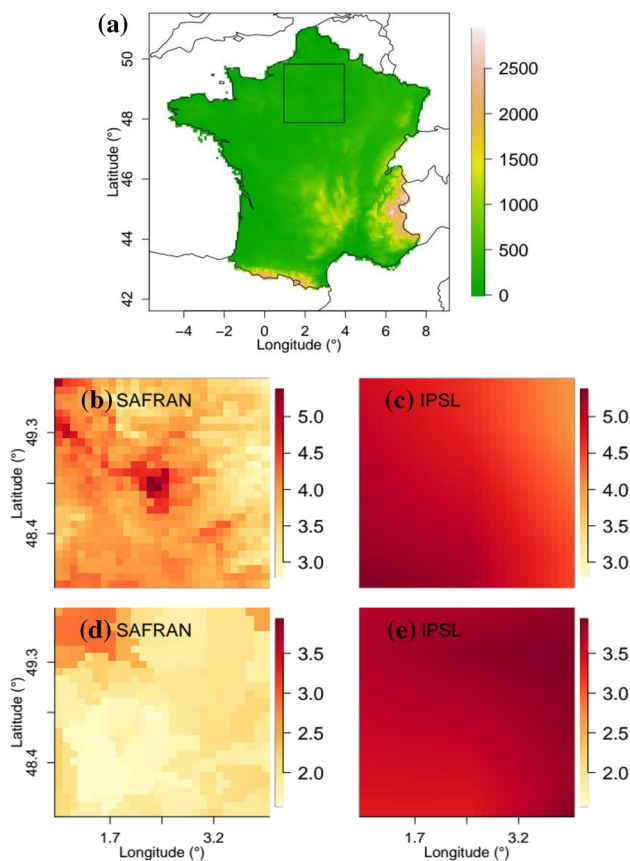 (a)
50
48
46
44
42
Latitude (°)
−4 −2 0 2 4 6 8
Longitude (°)
2500
2000
1500
1000
500
0
(b) SAFRAN
49.3
48.4
Latitude (°)
5.0
4.5
4.0
3.5
3.0
(c) IPSL
5.0
4.5
4.0
3.5
3.0
(d) SAFRAN
49.3
48.4
Latitude (°)
1.7 3.2
Longitude (°)
3.5
3.0
2.5
2.0
(e) IPSL
1.7 3.2
Longitude (°)
3.5
3.0
2.5
2.0